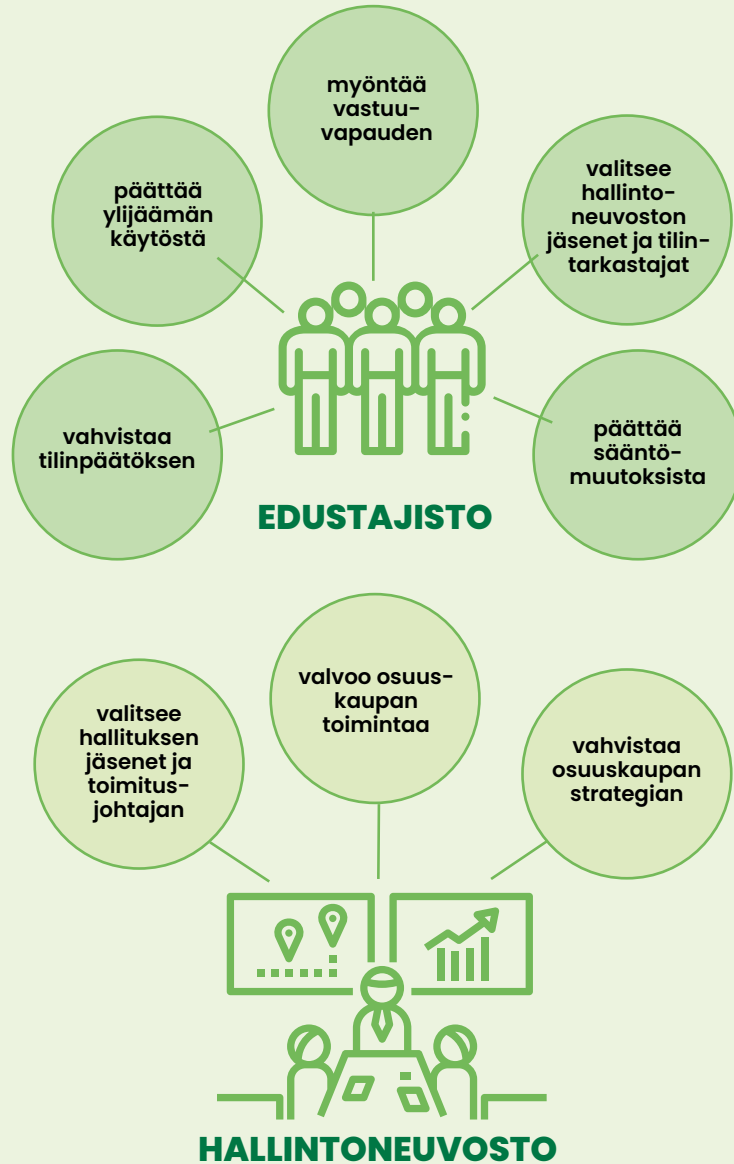 myöntää
vastuu-
vapauden
päättää
ylijäämän
käytöstä
valitsee
hallinto-
neuvoston
jäsenet ja tilin-
tarkastajat
vahvistaa
tilinpäätöksen
päättää
sääntö-
muutoksista
EDUSTAJISTO
valitsee
hallituksen
jäsenet ja
toimitus-
johtajan
valvoo osuus-
kaupan
toimintaa
vahvistaa
osuuskaupan
strategian
HALLINTONEUVOSTO